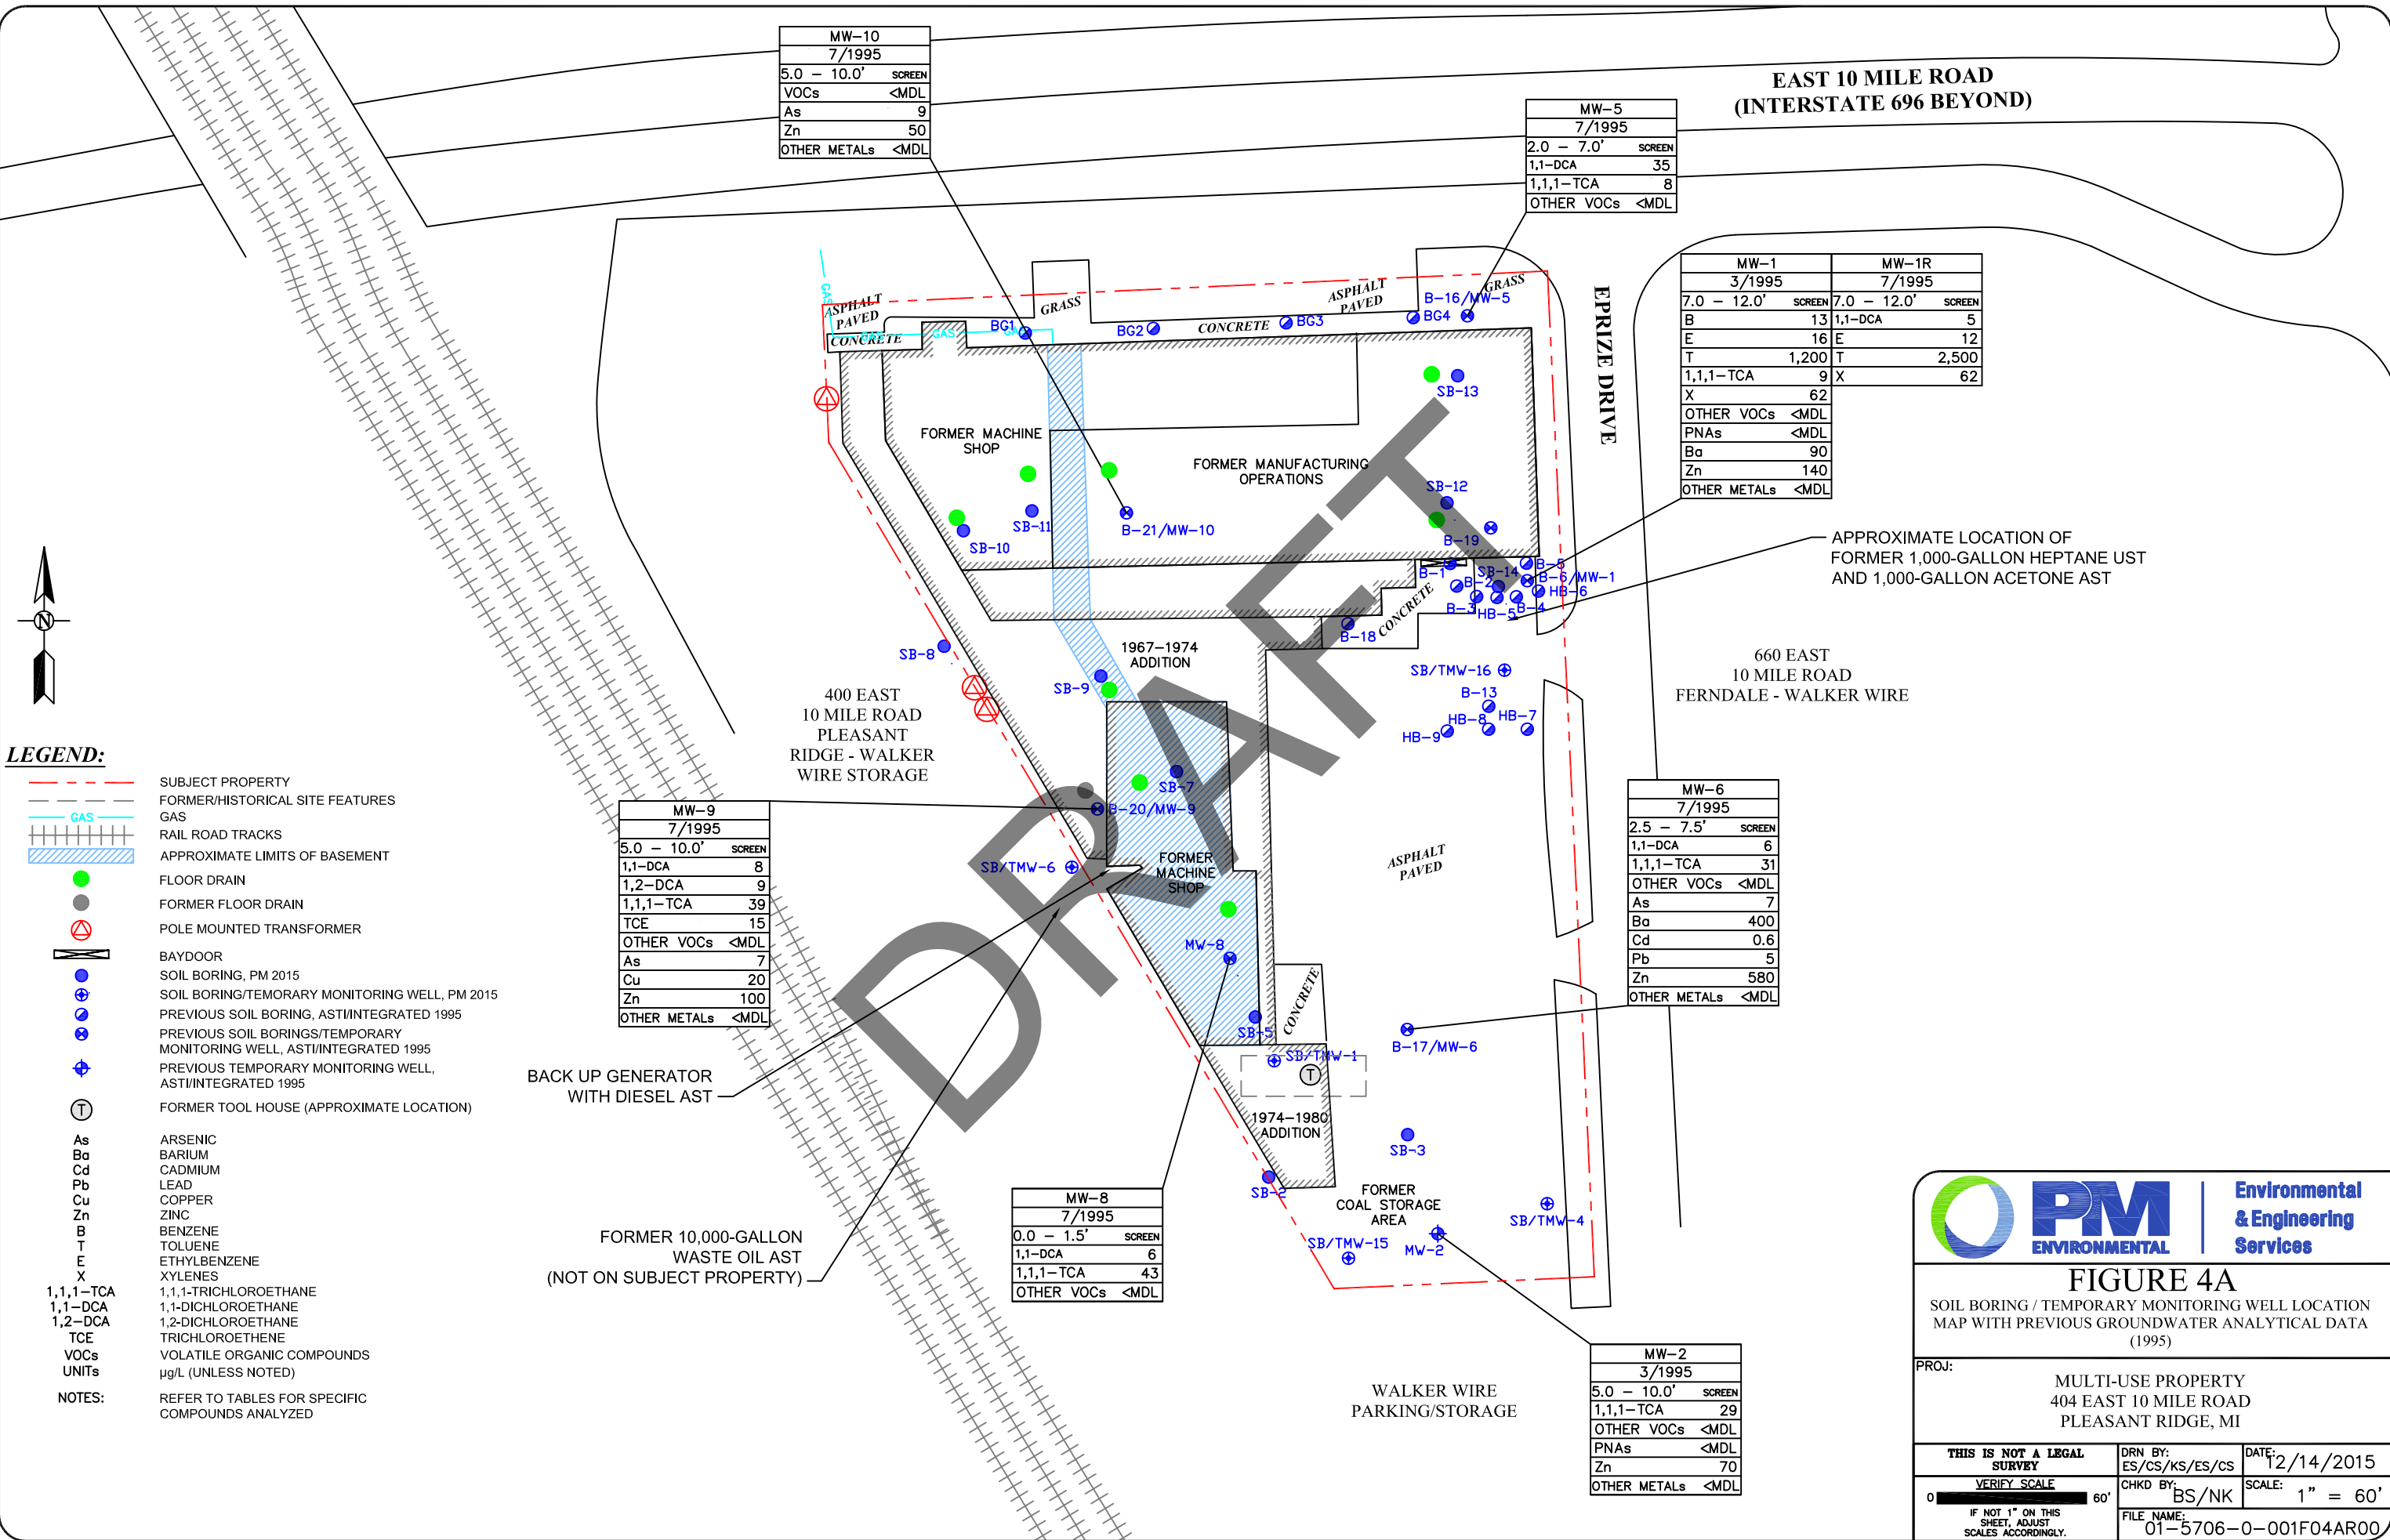 MW-10
7/1995
5.0 - 10.0' SCREEN
VOCs <MDL
As 9
Zn 50
OTHER METALs <MDL
EAST 10 MILE ROAD
(INTERSTATE 696 BEYOND)
MW-5
7/1995
2.0 - 7.0' SCREEN
1,1-DCA 35
1,1,1-TCA 8
OTHER VOCs <MDL
MW-1 MW-1R
3/1995 7/1995
7.0 - 12.0' SCREEN 7.0 - 12.0' SCREEN
B 13 1,1-DCA 5
E 16 E 12
T 1,200 T 2,500
1,1,1-TCA 9 X 62
X 62
OTHER VOCs <MDL
PNAs <MDL
Ba 90
Zn 140
OTHER METALs <MDL
EPRIZE DRIVE
GAS
ASPHALT
PAVED
CONCRETE
GAS
GAS
GAS
BG1
GRASS
BG2
CONCRETE
BG3
ASPHALT
PAVED
BG4
B-16/MW-5
GRASS
SB-13
FORMER MACHINE
SHOP
FORMER MANUFACTURING
OPERATIONS
SB-12
SB-11
SB-10
B-21/MW-10
B-19
B-1
SB-14
B-5
B-6/MW-1
B-2
HB-6
B-3
HB-5
B-4
CONCRETE
B-18
APPROXIMATE LOCATION OF
FORMER 1,000-GALLON HEPTANE UST
AND 1,000-GALLON ACETONE AST
SB-8
1967-1974
ADDITION
SB-9
SB/TMW-16
B-13
HB-8
HB-7
HB-9
660 EAST
10 MILE ROAD
FERNDALE - WALKER WIRE
400 EAST
10 MILE ROAD
PLEASANT
RIDGE - WALKER
WIRE STORAGE
SB-7
B-20/MW-9
SB/TMW-6
FORMER
MACHINE
SHOP
ASPHALT
PAVED
MW-8
CONCRETE
SB-5
SB/TMW-1
T
B-17/MW-6
1974-1980
ADDITION
SB-3
SB-2
FORMER
COAL STORAGE
AREA
SB/TMW-4
SB/TMW-15
MW-2
DRAFT
N
MW-9
7/1995
5.0 - 10.0' SCREEN
1,1-DCA 8
1,2-DCA 9
1,1,1-TCA 39
TCE 15
OTHER VOCs <MDL
As 7
Cu 20
Zn 100
OTHER METALs <MDL
MW-6
7/1995
2.5 - 7.5' SCREEN
1,1-DCA 6
1,1,1-TCA 31
OTHER VOCs <MDL
As 7
Ba 400
Cd 0.6
Pb 5
Zn 580
OTHER METALs <MDL
BACK UP GENERATOR
WITH DIESEL AST
FORMER 10,000-GALLON
WASTE OIL AST
(NOT ON SUBJECT PROPERTY)
MW-8
7/1995
0.0 - 1.5' SCREEN
1,1-DCA 6
1,1,1-TCA 43
OTHER VOCs <MDL
MW-2
3/1995
5.0 - 10.0' SCREEN
1,1,1-TCA 29
OTHER VOCs <MDL
PNAs <MDL
Zn 70
OTHER METALs <MDL
WALKER WIRE
PARKING/STORAGE
LEGEND:
SUBJECT PROPERTY
FORMER/HISTORICAL SITE FEATURES
GAS GAS
RAIL ROAD TRACKS
APPROXIMATE LIMITS OF BASEMENT
FLOOR DRAIN
FORMER FLOOR DRAIN
POLE MOUNTED TRANSFORMER
BAYDOOR
SOIL BORING, PM 2015
SOIL BORING/TEMORARY MONITORING WELL, PM 2015
PREVIOUS SOIL BORING, ASTI/INTEGRATED 1995
PREVIOUS SOIL BORINGS/TEMPORARY
MONITORING WELL, ASTI/INTEGRATED 1995
PREVIOUS TEMPORARY MONITORING WELL,
ASTI/INTEGRATED 1995
T FORMER TOOL HOUSE (APPROXIMATE LOCATION)
As ARSENIC
Ba BARIUM
Cd CADMIUM
Pb LEAD
Cu COPPER
Zn ZINC
B BENZENE
T TOLUENE
E ETHYLBENZENE
X XYLENES
1,1,1-TCA 1,1,1-TRICHLOROETHANE
1,1-DCA 1,1-DICHLOROETHANE
1,2-DCA 1,2-DICHLOROETHANE
TCE TRICHLOROETHENE
VOCs VOLATILE ORGANIC COMPOUNDS
UNITs µg/L (UNLESS NOTED)
NOTES: REFER TO TABLES FOR SPECIFIC
COMPOUNDS ANALYZED
PM
ENVIRONMENTAL
Environmental
& Engineering
Services
FIGURE 4A
SOIL BORING / TEMPORARY MONITORING WELL LOCATION
MAP WITH PREVIOUS GROUNDWATER ANALYTICAL DATA
(1995)
PROJ:
MULTI-USE PROPERTY
404 EAST 10 MILE ROAD
PLEASANT RIDGE, MI
THIS IS NOT A LEGAL
SURVEY
DRN BY:
ES/CS/KS/ES/CS
DATE:
12/14/2015
VERIFY SCALE
0 60'
IF NOT 1" ON THIS
SHEET, ADJUST
SCALES ACCORDINGLY.
CHKD BY:
BS/NK
SCALE:
1" = 60'
FILE NAME:
01-5706-0-001F04AR00